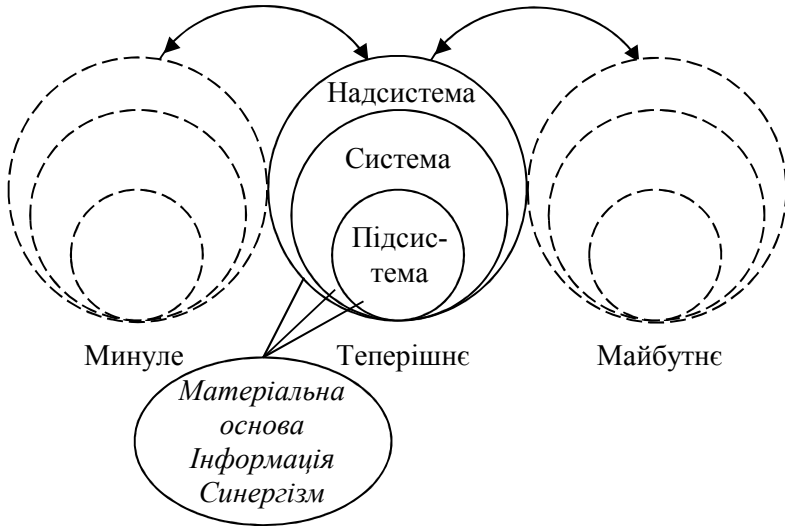 Надсистема
Система
Підсис-
тема
Минуле
Теперішнє
Майбутнє
Матеріальна
основа
Інформація
Синергізм